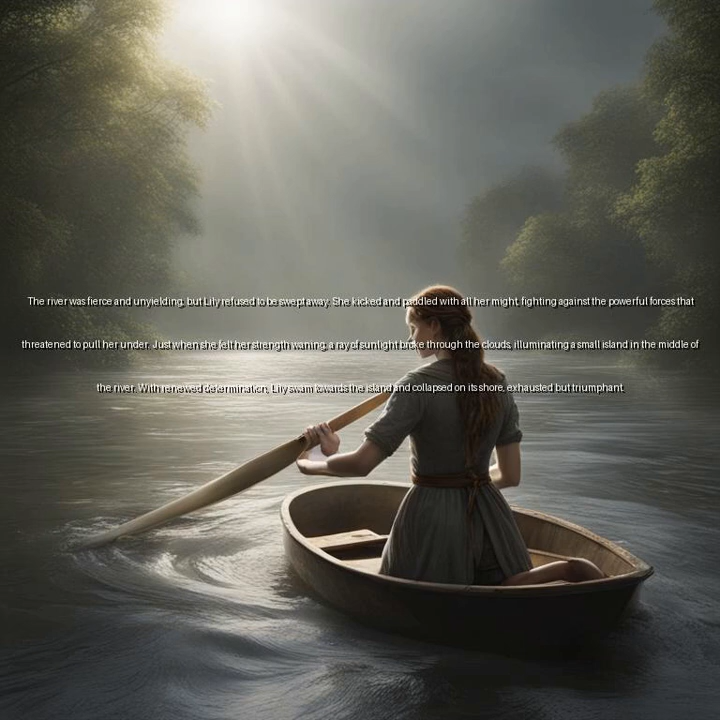 The river was fierce and unyielding, but Lily refused to be swept away. She kicked and paddled with all her might, fighting against the powerful forces that
threatened to pull her under. Just when she felt her strength waning, a ray of sunlight broke through the clouds, illuminating a small island in the middle of
the river. With renewed determination, Lily swam towards the island and collapsed on its shore, exhausted but triumphant.